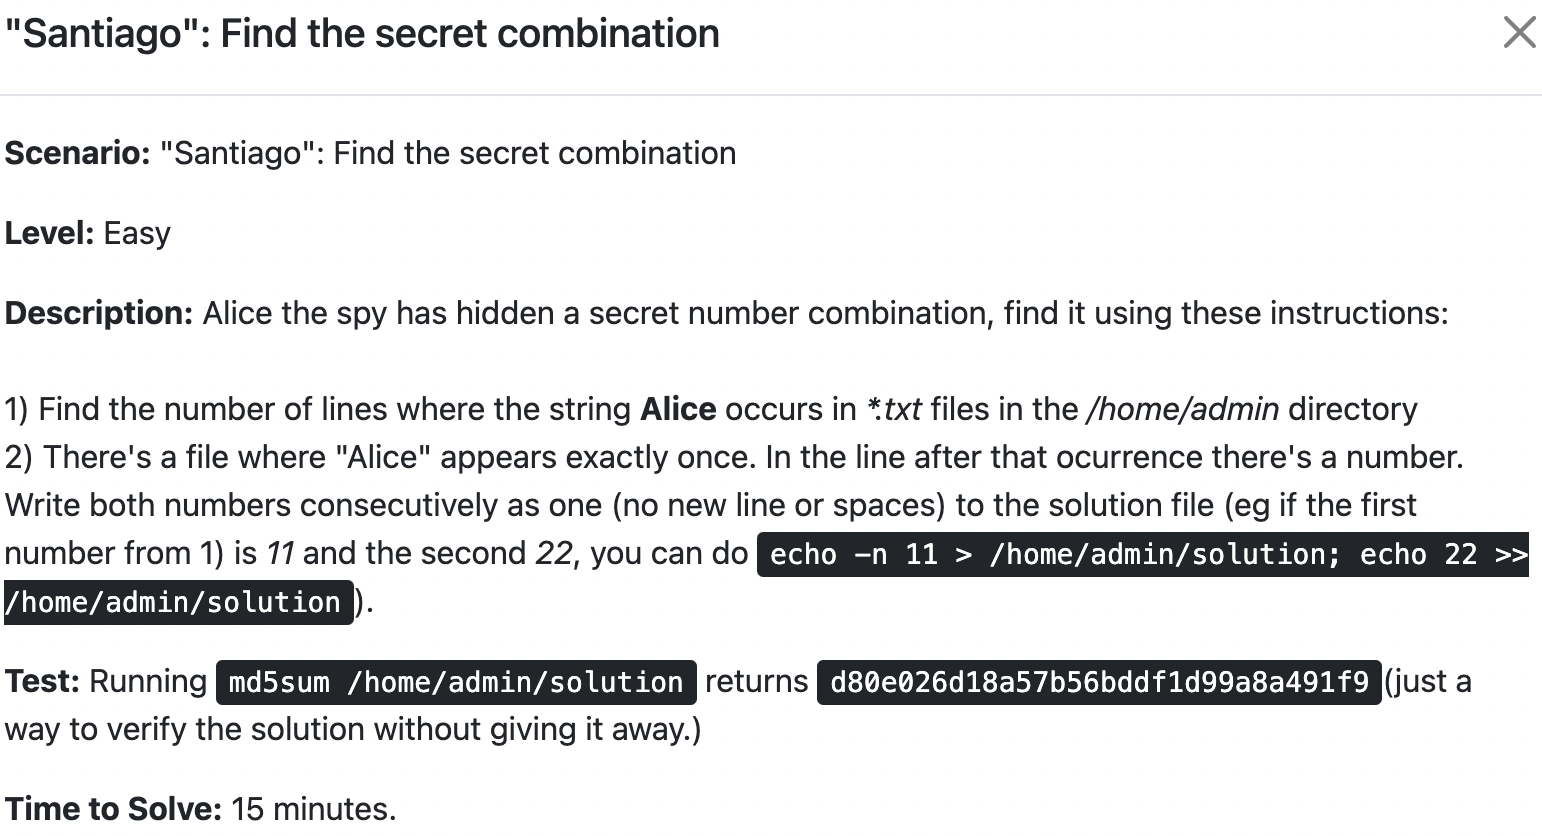 "Santiago": Find the secret combination
Scenario: "Santiago": Find the secret combination
Level: Easy
Description: Alice the spy has hidden a secret number combination, find it using these instructions:
1) Find the number of lines where the string Alice occurs in *.txt files in the /home/admin directory
2) There's a file where "Alice" appears exactly once. In the line after that ocurrence there's a number.
Write both numbers consecutively as one (no new line or spaces) to the solution file (eg if the first
number from 1) is 11 and the second 22, you can do echo -n 11 > /home/admin/solution; echo 22 >>
/home/admin/solution).
Test: Running md5sum /home/admin/solution returns d80e026d18a57b56bddf1d99a8a491f9(just a
way to verify the solution without giving it away.)
Time to Solve: 15 minutes.